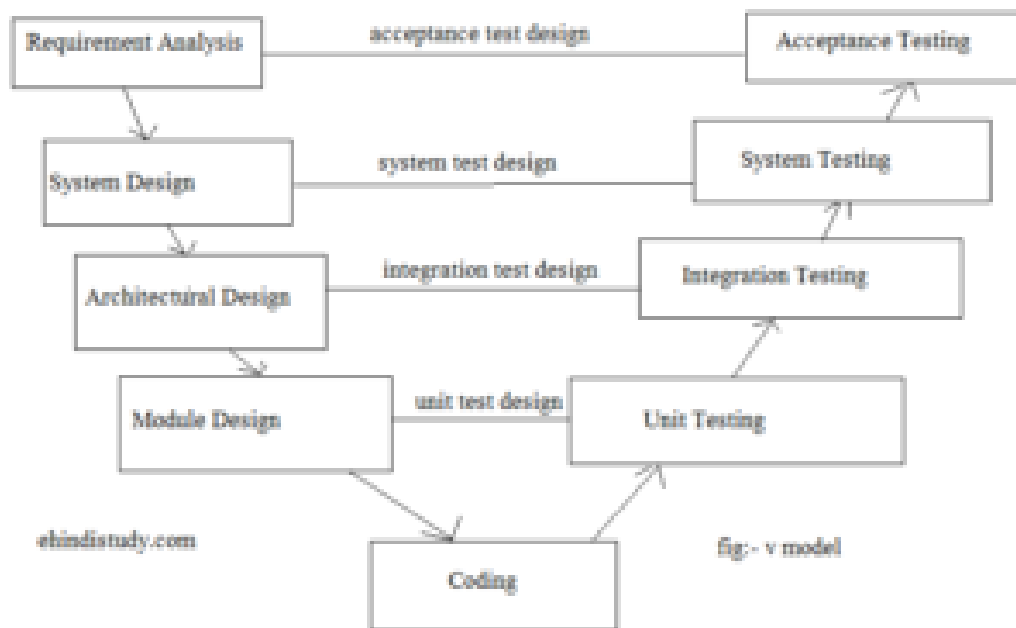 Requirement Analysis
acceptance test design
Acceptance Testing
System Design
system test design
System Testing
Architectural Design
integration test design
Integration Testing
Module Design
unit test design
Unit Testing
ehindistudy.com
Coding
fig:- v model